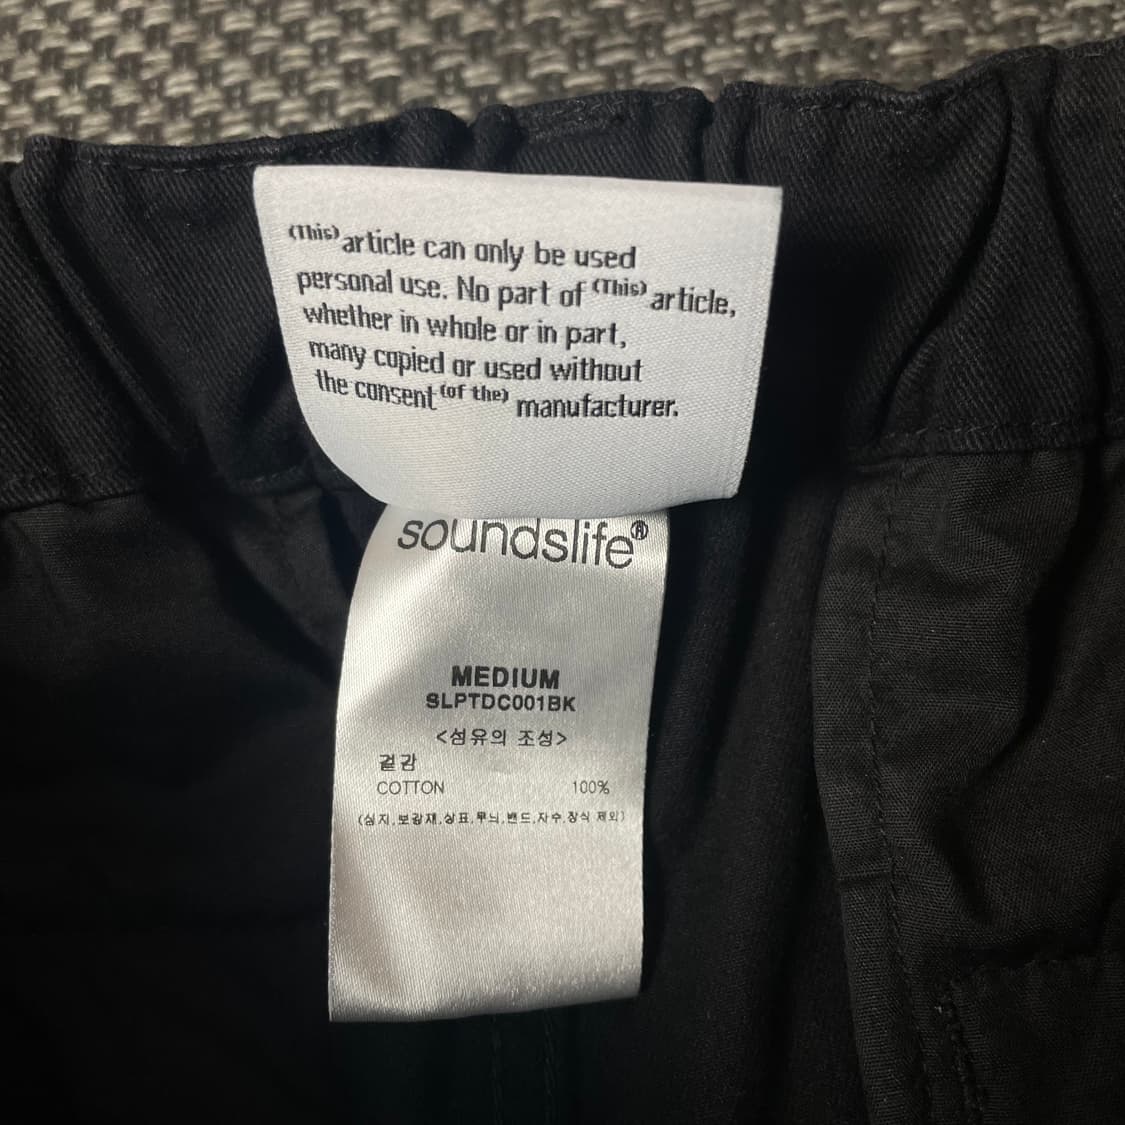 (This) article can only be used
personal use. No part of (This) article,
whether in whole or in part,
many copied or used without
the consent (of the) manufacturer.
soundslife®
MEDIUM
SLPTDC001BK
<섬유의 조성>
겉감
COTTON 100%
(심지,보강재,상표,무늬,밴드,자수,장식 제외)